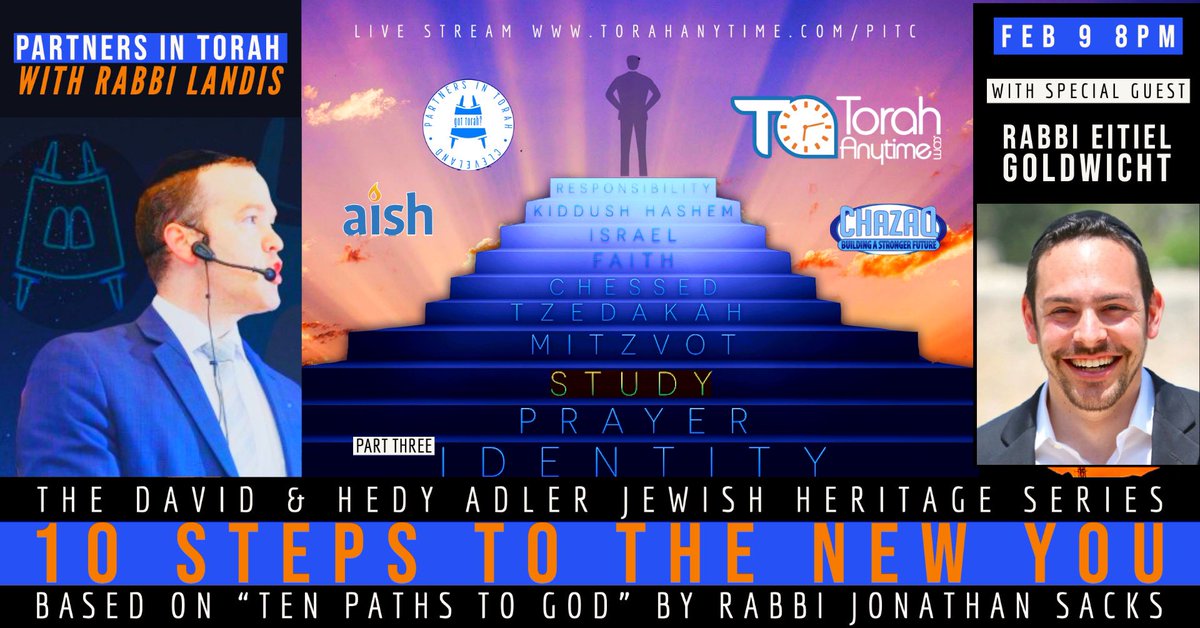 PARTNERS IN TORAH
WITH RABBI LANDIS
LIVE STREAM WWW.TORAHANYTIME.COM/PITC
FEB 9 8PM
WITH SPECIAL GUEST
RABBI EITIEL
GOLDWICHT
PARTNERS IN TORAH
got torah?
CLEVELAND
TA
Torah
Anytime.COM
aish
CHAZAQ
BUILDING A STRONGER FUTURE
RESPONSIBILITY
KIDDUSH HASHEM
ISRAEL
FAITH
CHESSED
TZEDAKAH
MITZVOT
STUDY
PRAYER
PART THREE
IDENTITY
THE DAVID & HEDY ADLER JEWISH HERITAGE SERIES
10 STEPS TO THE NEW YOU
BASED ON “TEN PATHS TO GOD” BY RABBI JONATHAN SACKS